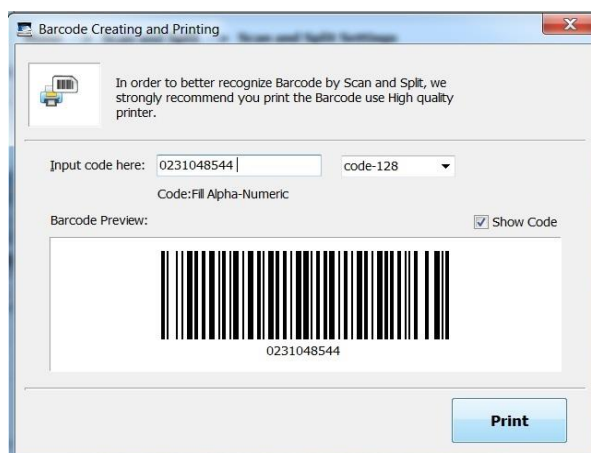 Barcode Creating and Printing
In order to better recognize Barcode by Scan and Split, we
strongly recommend you print the Barcode use High quality
printer.
Input code here: 0231048544 code-128
Code:Fill Alpha-Numeric
Barcode Preview: Show Code
0231048544
Print